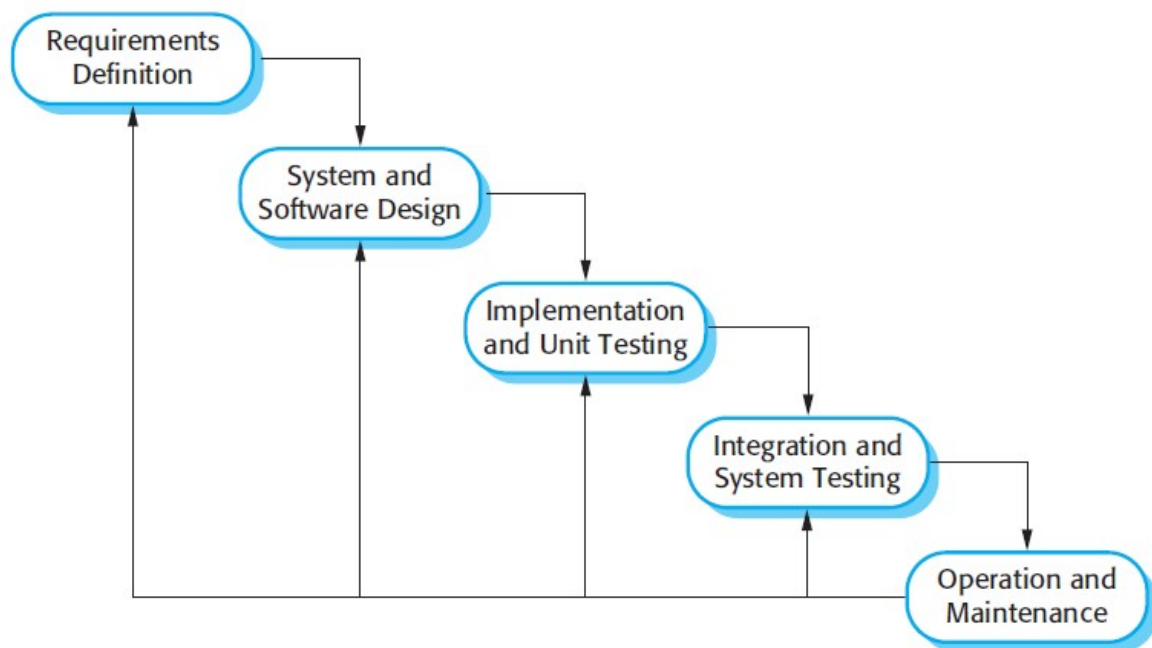 Requirements
Definition
System and
Software Design
Implementation
and Unit Testing
Integration and
System Testing
Operation and
Maintenance